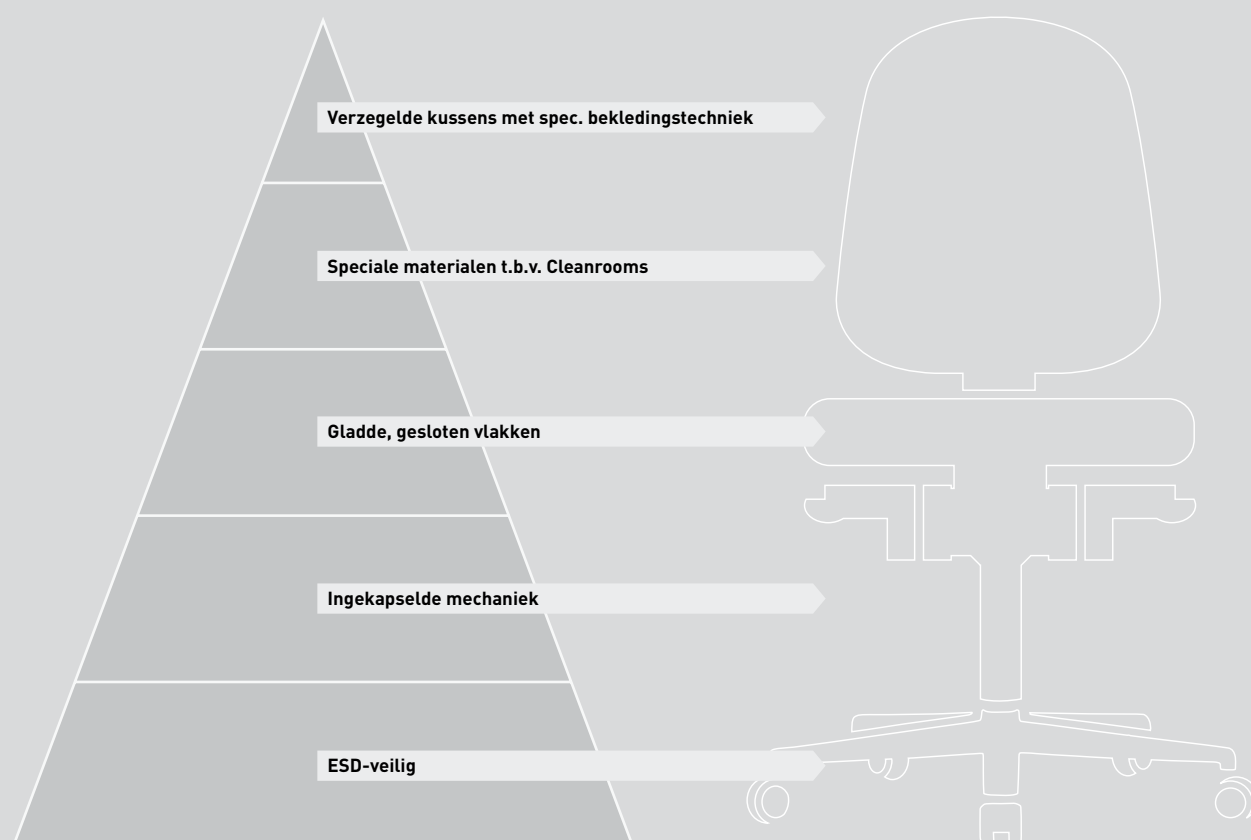 Verzegelde kussens met spec. bekledingstechniek
Speciale materialen t.b.v. Cleanrooms
Gladde, gesloten vlakken
Ingekapselde mechaniek
ESD-veilig